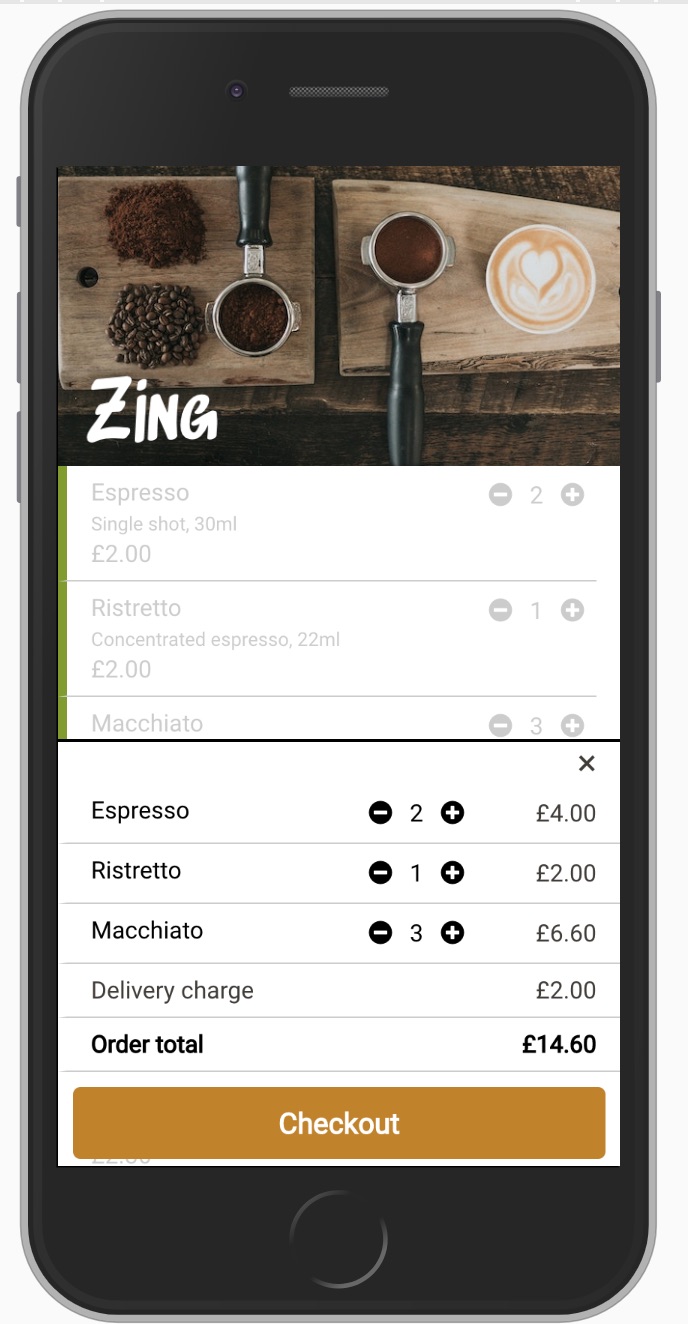 Zing
Espresso 2
Single shot, 30ml
£2.00
Ristretto 1
Concentrated espresso, 22ml
£2.00
Macchiato 3
Espresso 2 £4.00
Ristretto 1 £2.00
Macchiato 3 £6.60
Delivery charge £2.00
Order total £14.60
Checkout